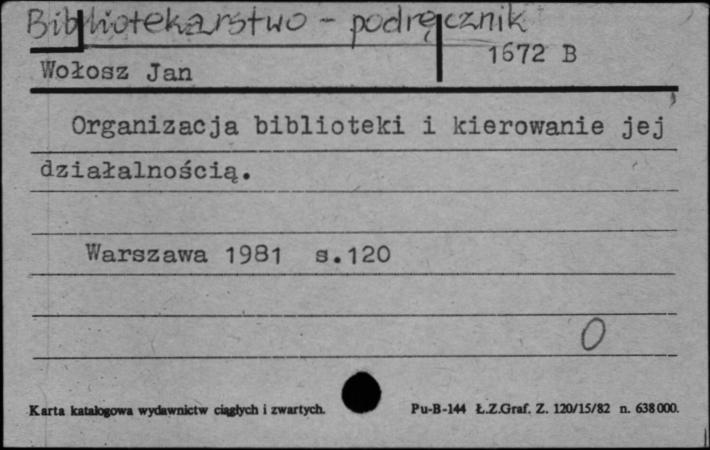 Bibliotekarstwo - podręcznik
1672 B
Wołosz Jan
Organizacja biblioteki i kierowanie jej
działalnością.
Warszawa 1981 s.120
0
Karta katalogowa wydawnictw ciągłych i zwartych.
Pu-B-144 Ł.Z.Graf. Z. 120/15/82 n. 638000.